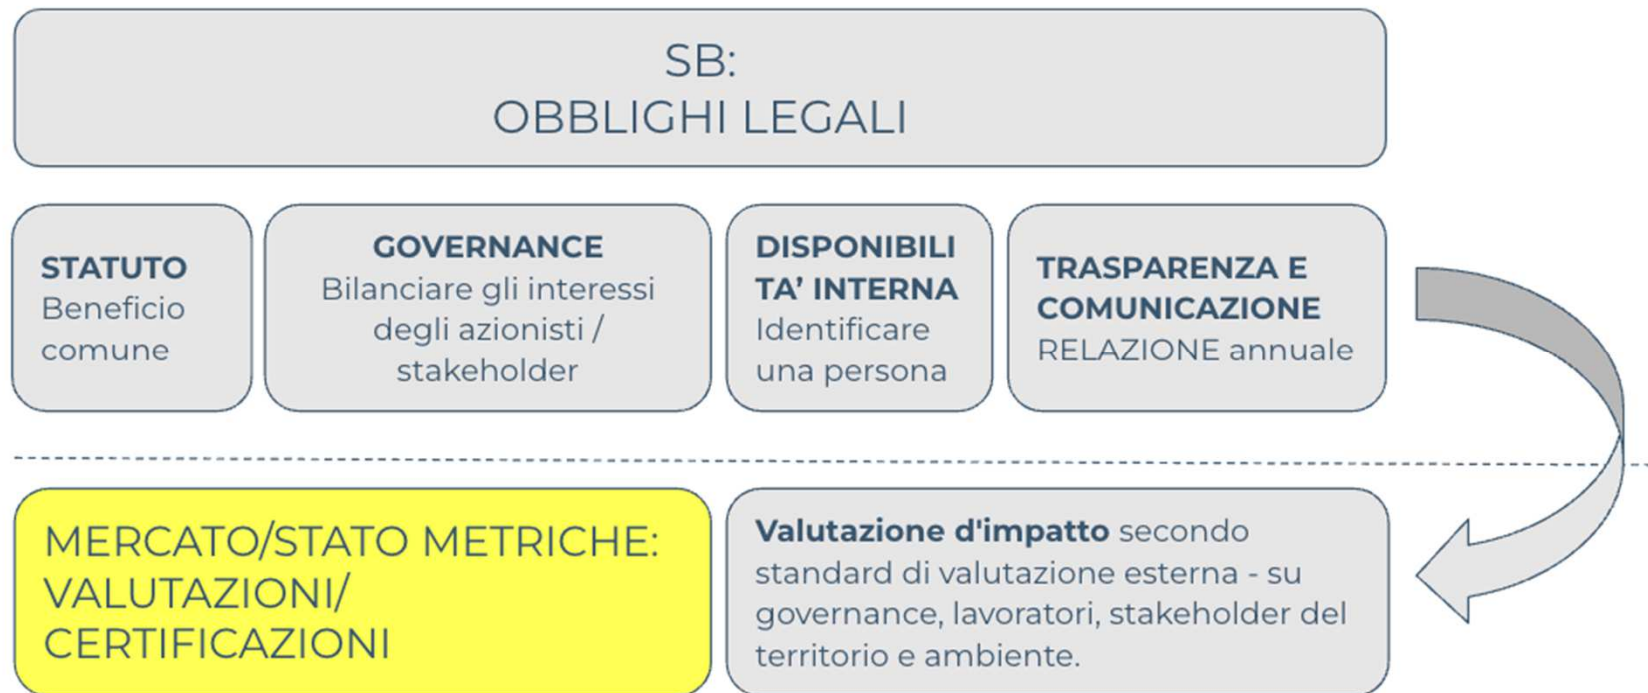 SB:
OBBLIGHI LEGALI
STATUTO
Beneficio
comune
GOVERNANCE
Bilanciare gli interessi
degli azionisti /
stakeholder
DISPONIBILI
TA’ INTERNA
Identificare
una persona
TRASPARENZA E
COMUNICAZIONE
RELAZIONE annuale
MERCATO/STATO METRICHE:
VALUTAZIONI/
CERTIFICAZIONI
Valutazione d'impatto secondo
standard di valutazione esterna - su
governance, lavoratori, stakeholder del
territorio e ambiente.